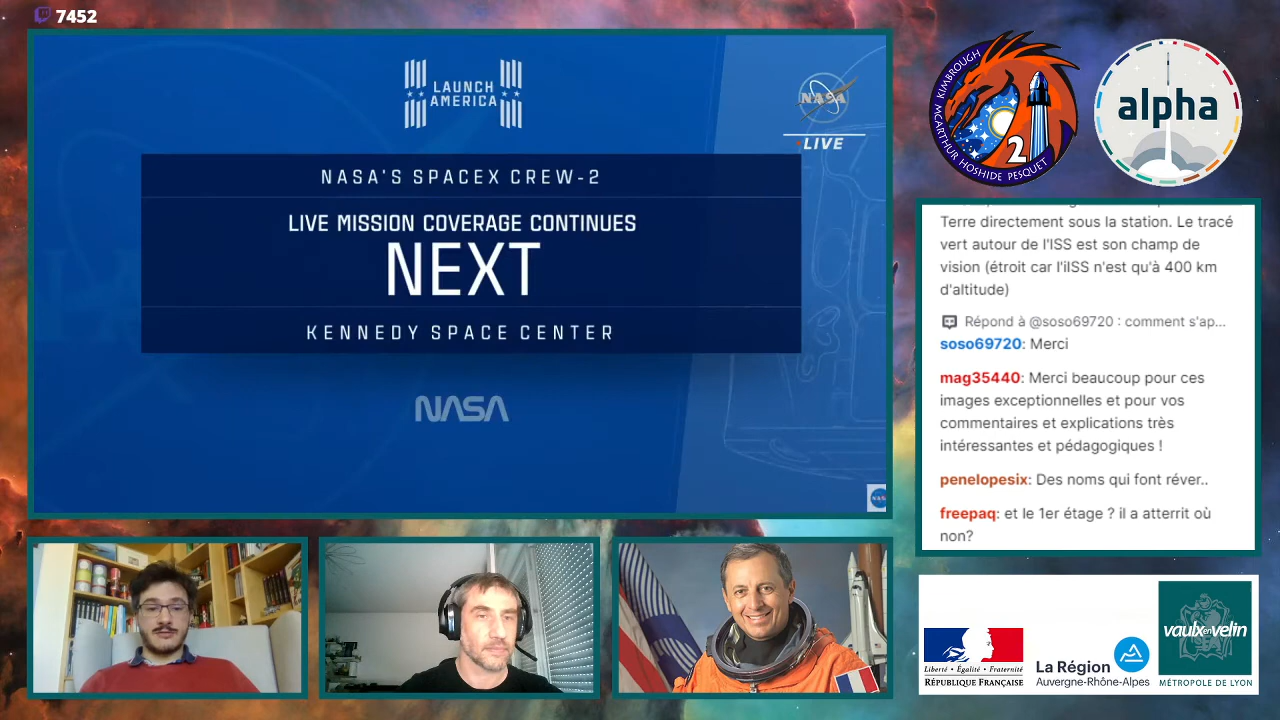 7452
LAUNCH
AMERICA
NASA
LIVE
NASA'S SPACEX CREW-2
LIVE MISSION COVERAGE CONTINUES
NEXT
KENNEDY SPACE CENTER
NASA
MCARTHUR KIMBROUGH
HOSHIDE PESQUET
2
alpha
Terre directement sous la station. Le tracé
vert autour de l'ISS est son champ de
vision (étroit car l'iISS n'est qu'à 400 km
d'altitude)
Répond à @soso69720 : comment s'ap...
soso69720: Merci
mag35440: Merci beaucoup pour ces
images exceptionnelles et pour vos
commentaires et explications très
intéressantes et pédagogiques !
penelopesix: Des noms qui font réver..
freepaq: et le 1er étage ? il a atterrit où
non?
Liberté • Égalité • Fraternité
RÉPUBLIQUE FRANÇAISE
La Région
Auvergne-Rhône-Alpes
vaulx en velin
MÉTROPOLE DE LYON